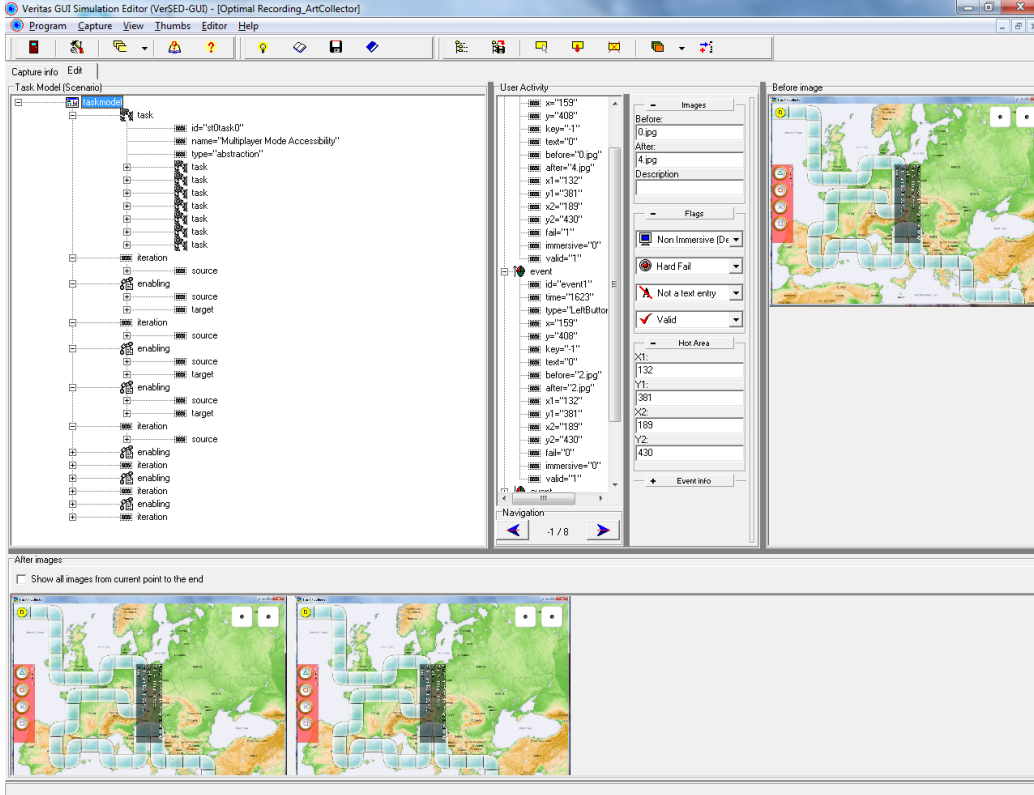 Veritas GUI Simulation Editor (VerSED-GUI) - [Optimal Recording_ArtCollector]
Program Capture View Thumbs Editor Help
Capture info Edit
Task Model (Scenario)
taskmodel
task
id="st0task0"
name="Multiplayer Mode Accessibility"
type="abstraction"
task
task
task
task
task
task
task
iteration
source
enabling
source
target
iteration
source
enabling
source
target
enabling
source
target
iteration
source
enabling
iteration
enabling
iteration
enabling
iteration
User Activity
x="159"
y="408"
key="-1"
text="0"
before="0.jpg"
after="4.jpg"
x1="132"
y1="381"
x2="189"
y2="430"
fail="1"
immersive="0"
valid="1"
event
id="event1"
time="1623"
type="LeftButtor
x="159"
y="408"
key="-1"
text="0"
before="2.jpg"
after="2.jpg"
x1="132"
y1="381"
x2="189"
y2="430"
fail="0"
immersive="0"
valid="1"
event
Navigation
-1 / 8
Images
Before:
0.jpg
After:
4.jpg
Description
Flags
Non Immersive (De
Hard Fail
Not a text entry
Valid
Hot Area
X1:
132
Y1:
381
X2:
189
Y2:
430
Event info
Before image
After images
Show all images from current point to the end